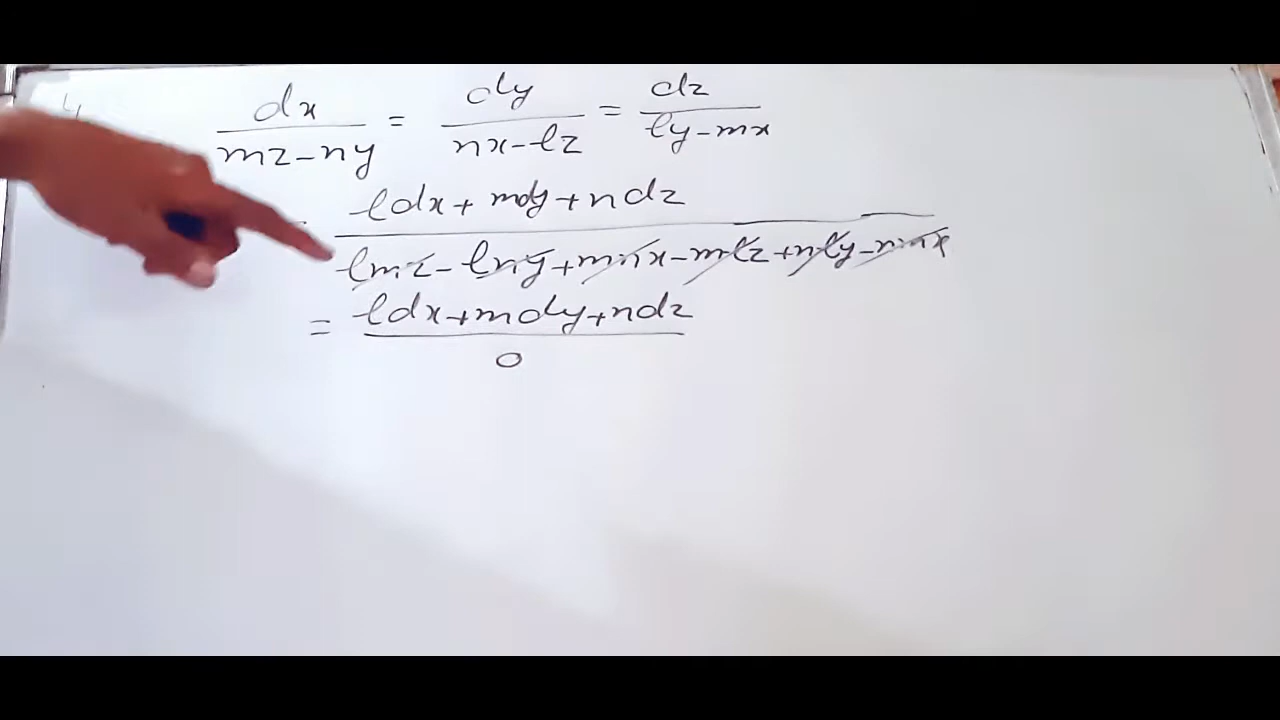 dx/(mz-ny) = dy/(nx-lz) = dz/(ly-mx)
(ldx + mdy + ndz)/(lmz - lny + mnx - mlz + nly - nmx)
= (ldx+mdy+ndz)/0